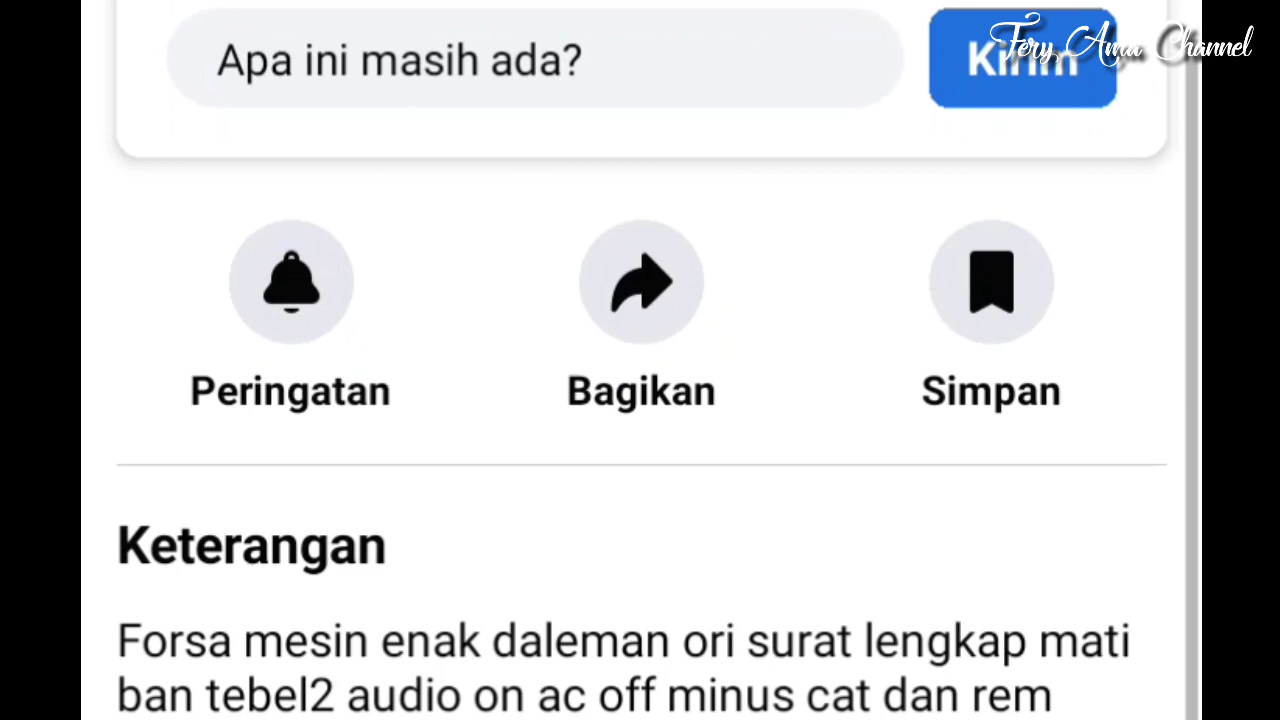 Apa ini masih ada?
Kirim
Fery Ama Channel
Peringatan
Bagikan
Simpan
Keterangan
Forsa mesin enak daleman ori surat lengkap mati
ban tebel2 audio on ac off minus cat dan rem